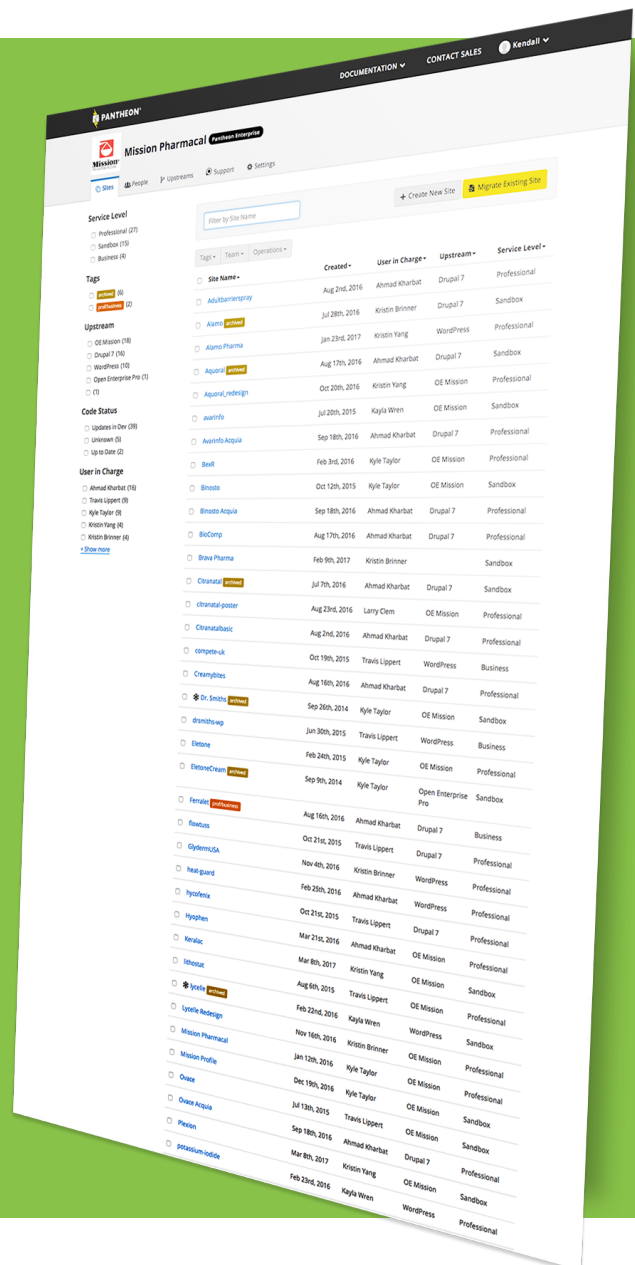 DOCUMENTATION CONTACT SALES Kendall
PANTHEON
Mission
Mission Pharmacal Pantheon Enterprise
Sites People Upstreams Support Settings
Service Level
Professional (27)
Sandbox (15)
Business (4)
Tags
archived (6)
prof/business (2)
Upstream
OE Mission (18)
Drupal 7 (16)
WordPress (10)
Open Enterprise Pro (1)
(1)
Code Status
Updates in Dev (39)
Unknown (5)
Up to Date (2)
User in Charge
Ahmad Kharbat (16)
Travis Lippert (9)
Kyle Taylor (9)
Kristin Yang (4)
Kristin Brinner (4)
+ Show more
Filter by Site Name
+ Create New Site Migrate Existing Site
Tags Team Operations
Site Name Created User in Charge Upstream Service Level
Adultbarrierspray Aug 2nd, 2016 Ahmad Kharbat Drupal 7 Professional
Alamo archived Jul 28th, 2016 Kristin Brinner Drupal 7 Sandbox
Alamo Pharma Jan 23rd, 2017 Kristin Yang WordPress Professional
Aquoral archived Aug 17th, 2016 Ahmad Kharbat Drupal 7 Sandbox
Aquoral_redesign Oct 20th, 2016 Kristin Yang OE Mission Professional
avarinfo Jul 20th, 2015 Kayla Wren OE Mission Sandbox
Avarinfo Acquia Sep 18th, 2016 Ahmad Kharbat Drupal 7 Professional
BexR Feb 3rd, 2016 Kyle Taylor OE Mission Professional
Binosto Oct 12th, 2015 Kyle Taylor OE Mission Sandbox
Binosto Acquia Sep 18th, 2016 Ahmad Kharbat Drupal 7 Professional
BioComp Aug 17th, 2016 Ahmad Kharbat Drupal 7 Professional
Brava Pharma Feb 9th, 2017 Kristin Brinner Sandbox
Citranatal archived Jul 7th, 2016 Ahmad Kharbat Drupal 7 Sandbox
citranatal-poster Aug 23rd, 2016 Larry Clem OE Mission Professional
Citranatalbasic Aug 2nd, 2016 Ahmad Kharbat Drupal 7 Professional
compete-uk Oct 19th, 2015 Travis Lippert WordPress Business
Creamybites Aug 16th, 2016 Ahmad Kharbat Drupal 7 Professional
Dr. Smiths archived Sep 26th, 2014 Kyle Taylor OE Mission Sandbox
drsmiths-wp Jun 30th, 2015 Travis Lippert WordPress Business
Eletone Feb 24th, 2015 Kyle Taylor OE Mission Professional
EletoneCream archived Sep 9th, 2014 Kyle Taylor Open Enterprise Pro Sandbox
Ferralet prof/business Aug 16th, 2016 Ahmad Kharbat Drupal 7 Business
flowtuss Oct 21st, 2015 Travis Lippert Drupal 7 Professional
GlydermUSA Nov 4th, 2016 Kristin Brinner WordPress Professional
heat-guard Feb 25th, 2016 Ahmad Kharbat WordPress Professional
hycofenix Oct 21st, 2015 Travis Lippert Drupal 7 Professional
Hyophen Mar 21st, 2016 Ahmad Kharbat OE Mission Professional
Keralac Mar 8th, 2017 Kristin Yang OE Mission Sandbox
lithostat Aug 6th, 2015 Travis Lippert OE Mission Professional
lycelle archived Feb 22nd, 2016 Kayla Wren WordPress Sandbox
Lycelle Redesign Nov 16th, 2016 Kristin Brinner OE Mission Professional
Mission Pharmacal Jan 12th, 2016 Kyle Taylor OE Mission Professional
Mission Profile Dec 19th, 2016 Kyle Taylor OE Mission Sandbox
Ovace Jul 13th, 2015 Travis Lippert OE Mission Sandbox
Ovace Acquia Sep 18th, 2016 Ahmad Kharbat Drupal 7 Professional
Plexion Mar 8th, 2017 Kristin Yang OE Mission Sandbox
potassium-iodide Feb 23rd, 2016 Kayla Wren WordPress Professional